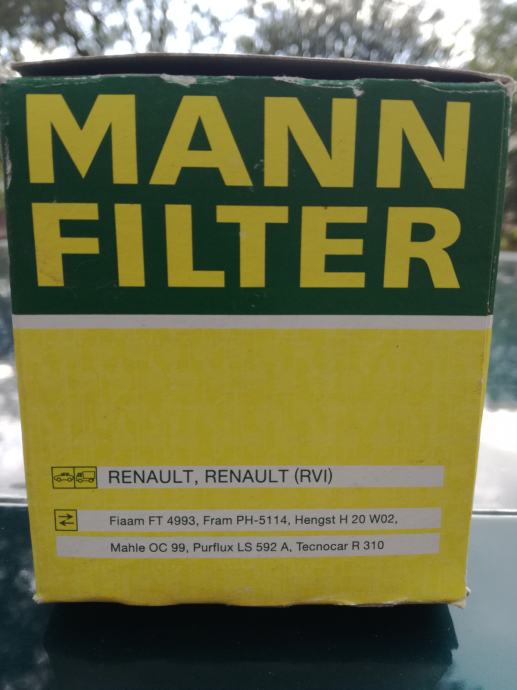 MANN
FILTER
RENAULT, RENAULT (RVI)
Fiaam FT 4993, Fram PH-5114, Hengst H 20 W02,
Mahle OC 99, Purflux LS 592 A, Tecnocar R 310